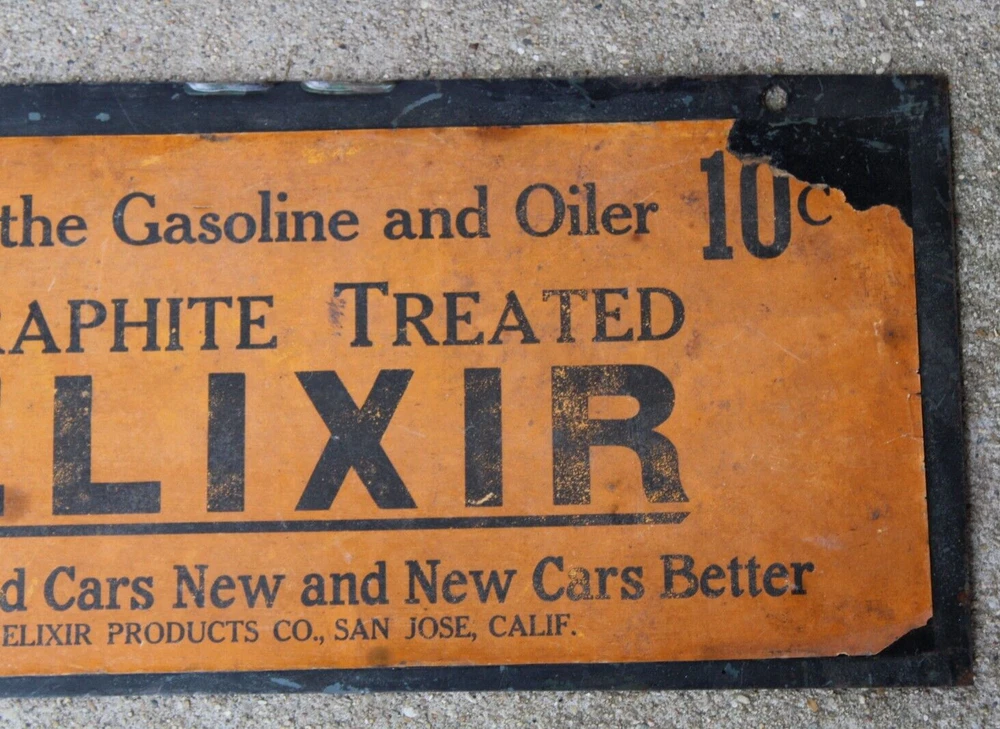 the Gasoline and Oiler 10c
RAPHITE TREATED
ELIXIR
d Cars New and New Cars Better
ELIXIR PRODUCTS CO., SAN JOSE, CALIF.